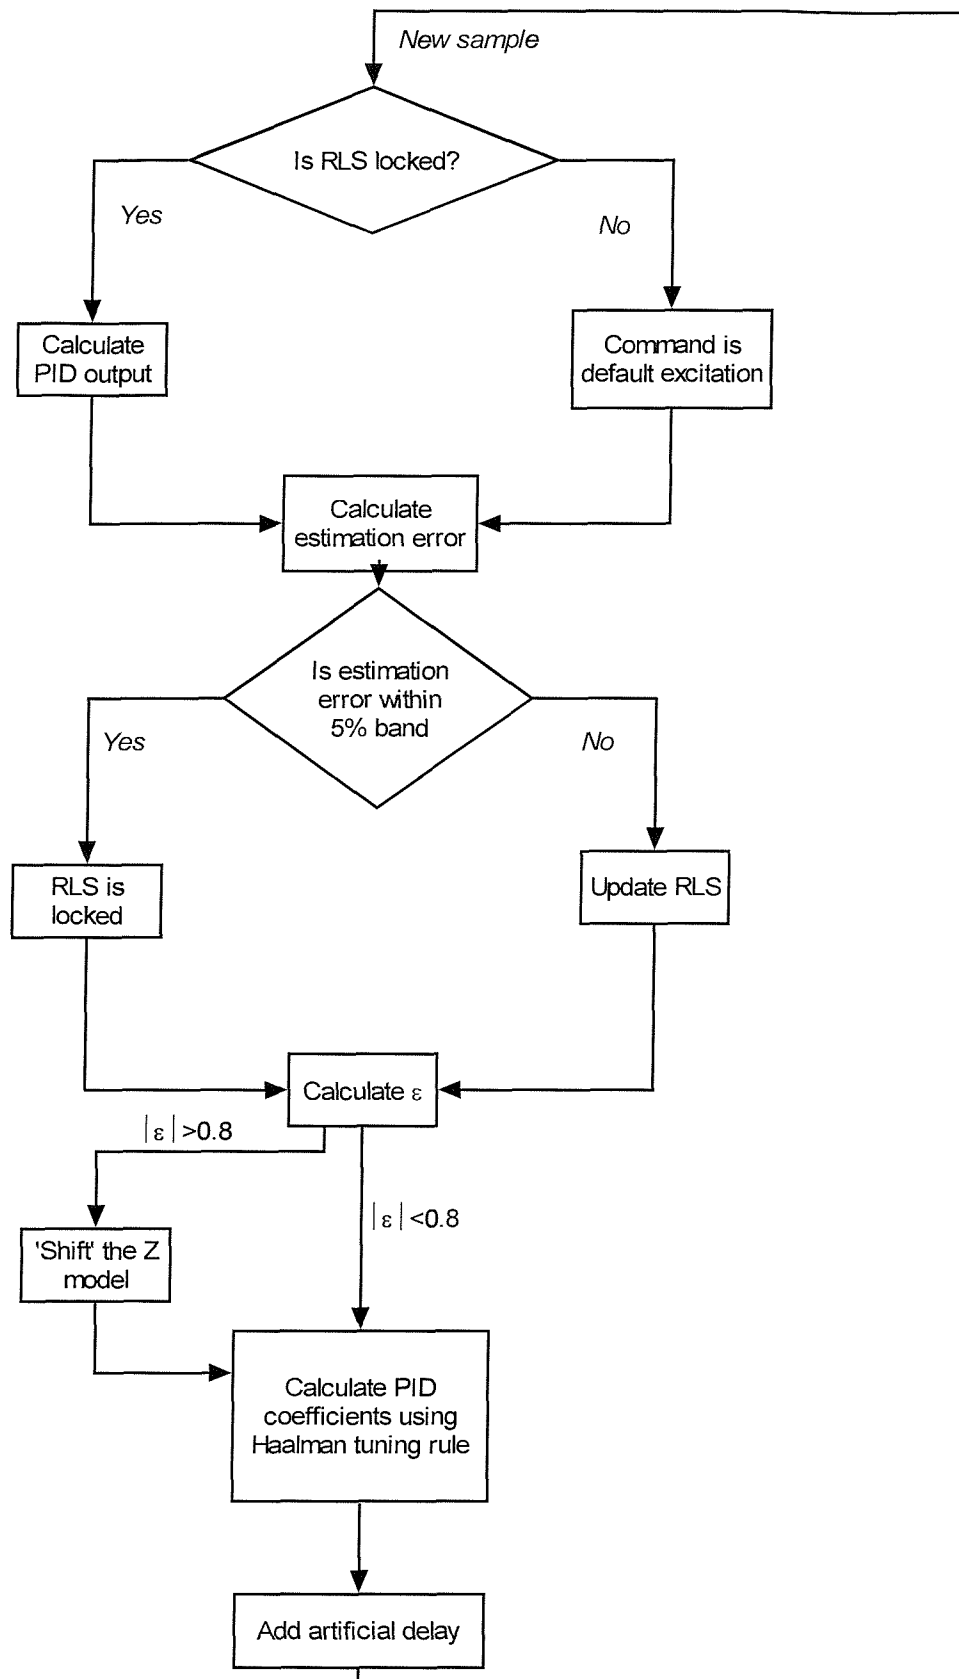 New sample
Is RLS locked?
Yes
No
Calculate
PID output
Command is
default excitation
Calculate
estimation error
Is estimation
error within
5% band
Yes
No
RLS is
locked
Update RLS
Calculate ε
|ε|>0.8
|ε|<0.8
'Shift' the Z
model
Calculate PID
coefficients using
Haalman tuning rule
Add artificial delay